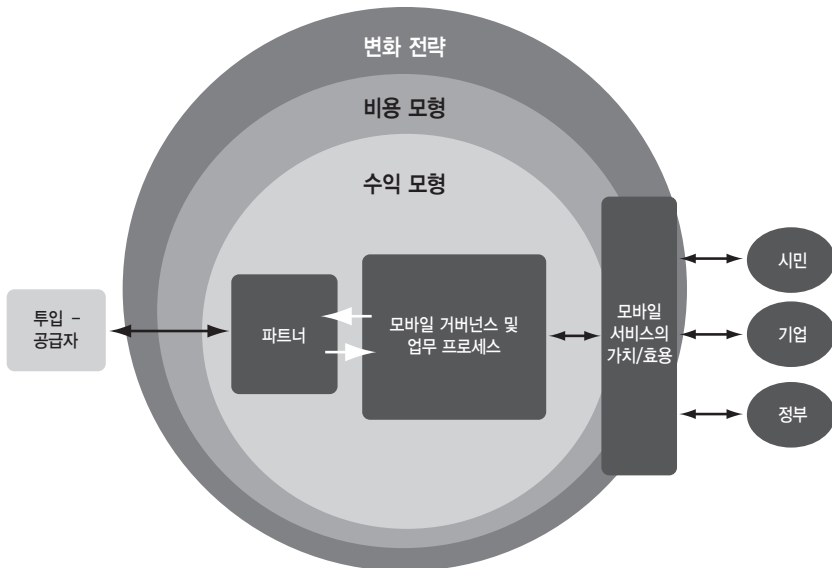 변화 전략
비용 모형
수익 모형
투입 -
공급자
파트너
모바일 거버넌스 및
업무 프로세스
모바일
서비스의
가치/효용
시민
기업
정부